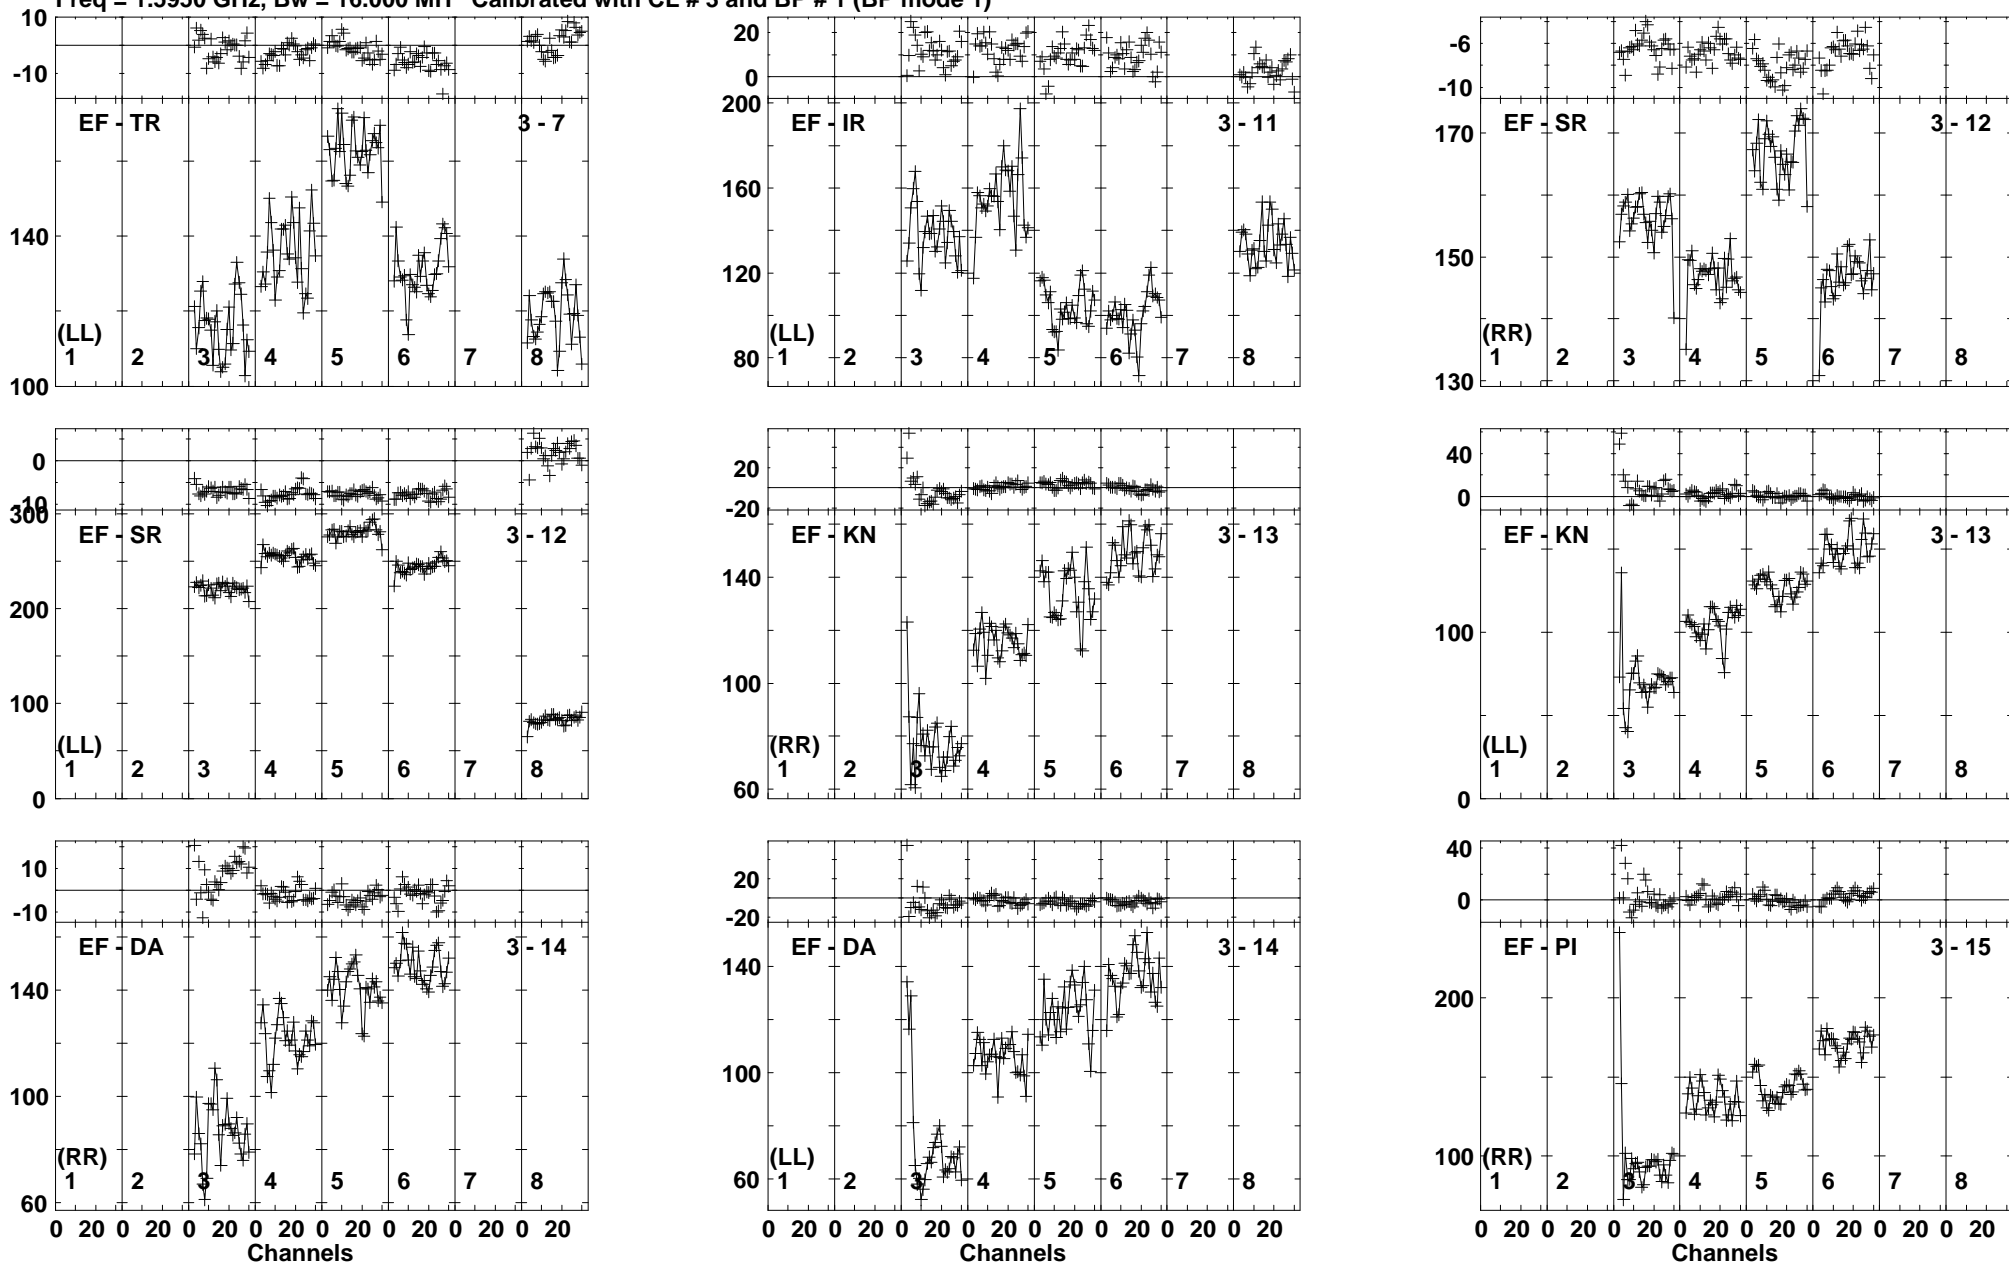 Freq = 1.5950 GHz, Bw = 16.000 MH Calibrated with CL # 3 and BP # 1 (BP mode 1)
10 0 -10
EF - TR 3 - 7
140 100
(LL)
1 2 3 4 5 6 7 8
20 0
EF - IR 3 - 11
200 160 120 80
(LL)
1 2 3 4 5 6 7 8
-6 -10
EF - SR 3 - 12
170 150 130
(RR)
1 2 3 4 5 6 7 8
0 -10
EF - SR 3 - 12
300 200 100 0
(LL)
1 2 3 4 5 6 7 8
20 0 -20
EF - KN 3 - 13
140 100 60
(RR)
1 2 3 4 5 6 7 8
40 20 0
EF - KN 3 - 13
100 0
(LL)
1 2 3 4 5 6 7 8
10 -10
EF - DA 3 - 14
140 100 60
(RR)
1 2 3 4 5 6 7 8
0 20 0 20 0 20 0 20 0 20 0 20 0 20 0 20
Channels
20 -20
EF - DA 3 - 14
140 100 60
(LL)
1 2 3 4 5 6 7 8
0 20 0 20 0 20 0 20 0 20 0 20 0 20 0 20
Channels
40 20 0
EF - PI 3 - 15
200 100
(RR)
1 2 3 4 5 6 7 8
0 20 0 20 0 20 0 20 0 20 0 20 0 20 0 20
Channels